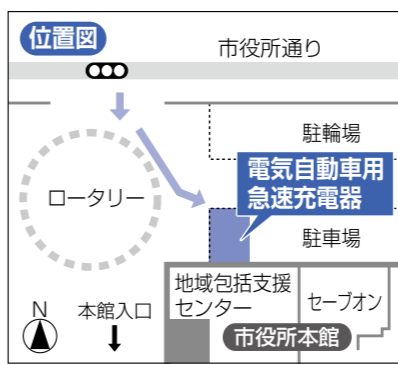 位置図
市役所通り
駐輪場
電気自動車用
急速充電器
ロータリー
駐車場
地域包括支援
センター
セーブオン
N
本館入口
市役所本館